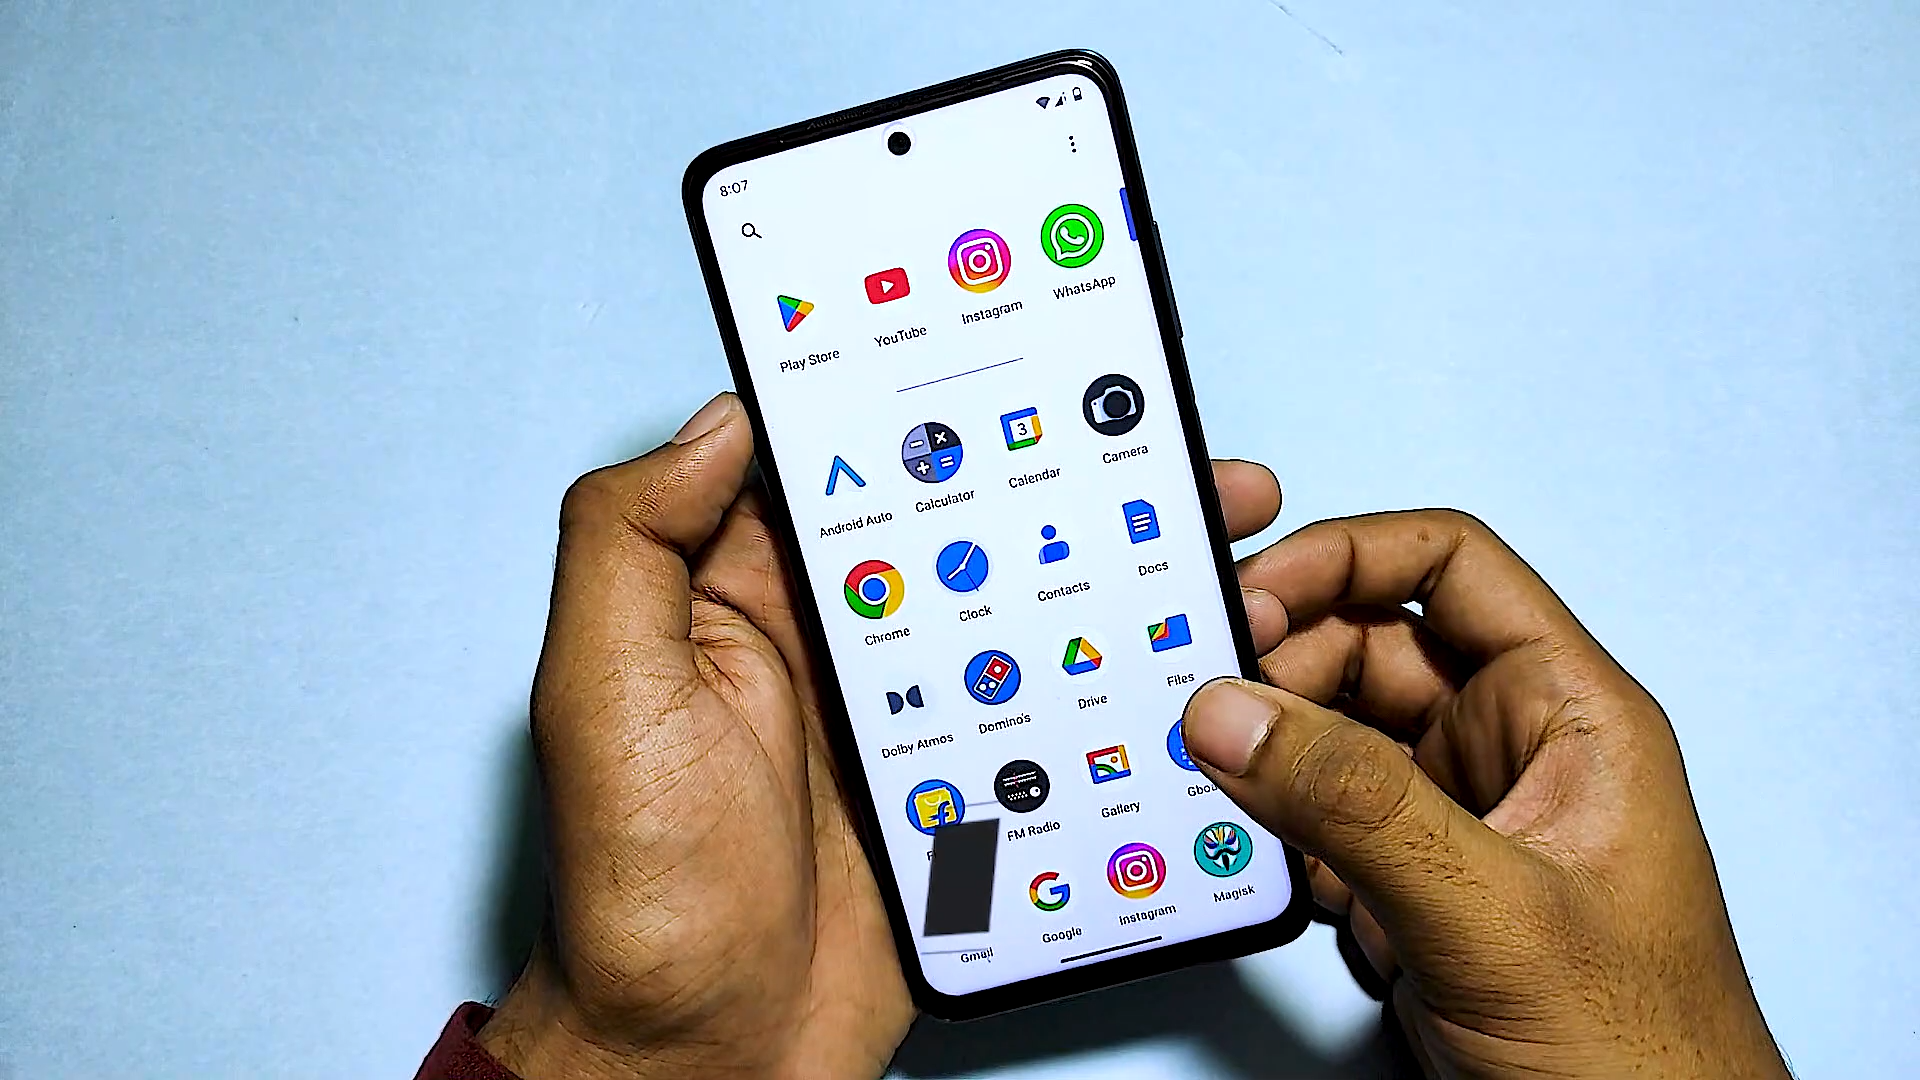 8:07
Play Store
YouTube
Instagram
WhatsApp
Android Auto
Calculator
3
Calendar
Camera
Chrome
Clock
Contacts
Docs
Dolby Atmos
Domino's
Drive
Files
FM Radio
Gallery
Gmail
Google
Instagram
Magisk